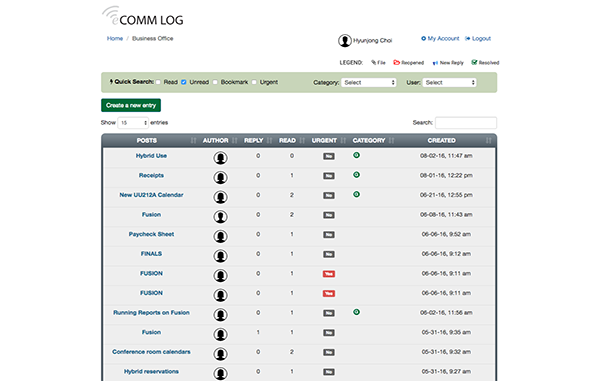 eCOMM LOG
Home / Business Office
Hyunjong Choi My Account Logout
LEGEND: File Reopened New Reply Resolved
Quick Search: Read Unread Bookmark Urgent Category: Select User: Select
Create a new entry
Show 15 entries Search:
POSTS AUTHOR REPLY READ URGENT CATEGORY CREATED
Hybrid Use 0 0 No 08-02-16, 11:47 am
Receipts 0 1 No 08-01-16, 12:22 pm
New UU212A Calendar 0 2 No 06-21-16, 12:55 pm
Fusion 0 2 No 06-08-16, 11:43 am
Paycheck Sheet 0 1 No 06-06-16, 9:52 am
FINALS 0 1 No 06-06-16, 9:12 am
FUSION 0 1 Yes 06-06-16, 9:11 am
FUSION 0 1 Yes 06-06-16, 9:11 am
Running Reports on Fusion 0 1 No 06-02-16, 11:56 am
Fusion 1 1 No 05-31-16, 9:35 am
Conference room calendars 0 2 No 05-31-16, 9:32 am
Hybrid reservations 0 1 No 05-31-16, 9:27 am